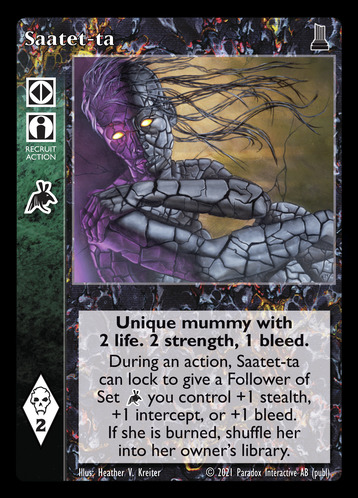 Saatet-ta
RECRUIT
ACTION
Unique mummy with
2 life. 2 strength, 1 bleed.
During an action, Saatet-ta
can lock to give a Follower of
Set you control +1 stealth,
+1 intercept, or +1 bleed.
If she is burned, shuffle her
into her owner's library.
2
Illust: Heather V. Kreiter
© 2021 Paradox Interactive AB (publ)